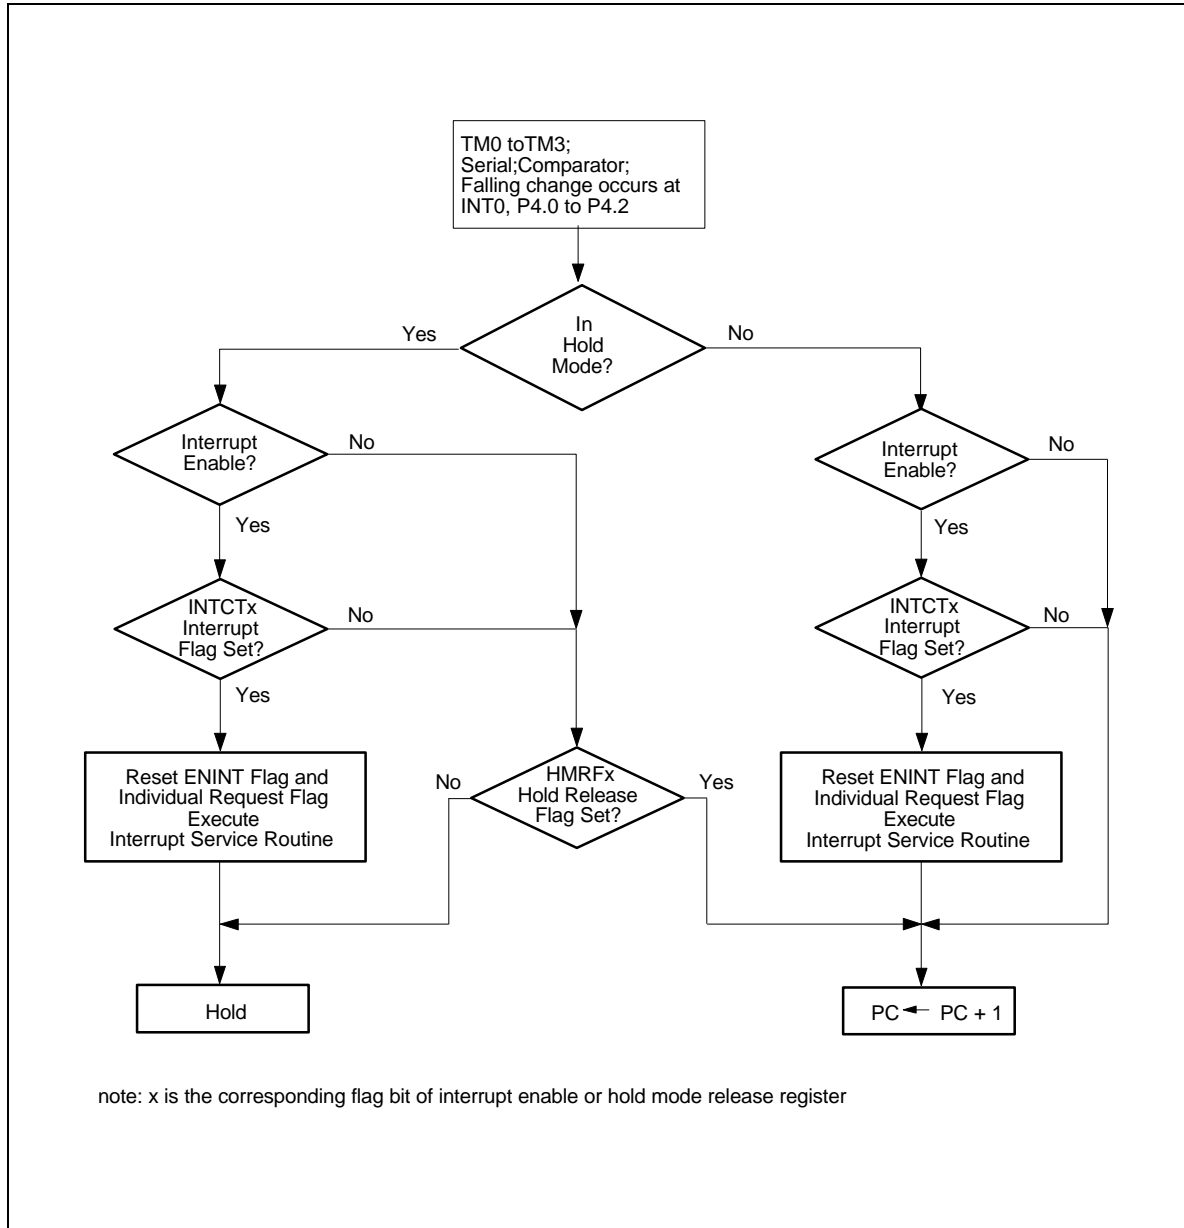 TM0 toTM3;
Serial;Comparator;
Falling change occurs at
INT0, P4.0 to P4.2
In
Hold
Mode?
Yes
No
Interrupt
Enable?
No
Yes
Interrupt
Enable?
No
Yes
INTCTx
Interrupt
Flag Set?
No
Yes
INTCTx
Interrupt
Flag Set?
No
Yes
Reset ENINT Flag and
Individual Request Flag
Execute
Interrupt Service Routine
No
HMRFx
Hold Release
Flag Set?
Yes
Reset ENINT Flag and
Individual Request Flag
Execute
Interrupt Service Routine
Hold
PC ← PC + 1
note: x is the corresponding flag bit of interrupt enable or hold mode release register